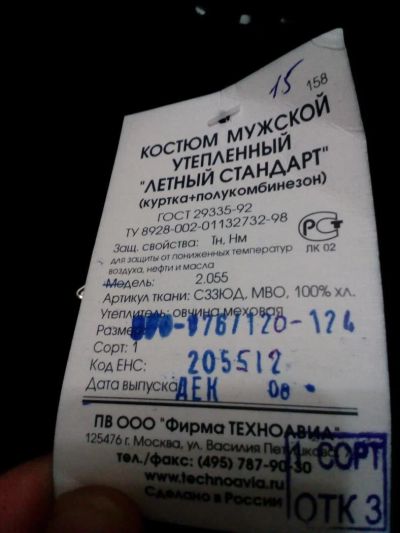 15 158
КОСТЮМ МУЖСКОЙ
УТЕПЛЕННЫЙ
"ЛЕТНЫЙ СТАНДАРТ"
(куртка+полукомбинезон)
ГОСТ 29335-92
ТУ 8928-002-01132732-98
Защ. свойства: Тн, Нм
РСТ
ЛК 02
для защиты от пониженных температур
воздуха, нефти и масла
Модель: 2.055
Артикул ткани: СЗЗЮД, МВО, 100% хл.
Утеплитель: овчина меховая
Размер 120-124
Сорт: 1
Код ЕНС: 205512
Дата выпуска ДЕК 08
ПВ ООО "Фирма ТЕХНОАВИА"
125476 г. Москва, ул. Василия Петушкова
тел./факс: (495) 787-90-30
www.technoavia.ru
Сделано в России
1 СОРТ
ОТК 3